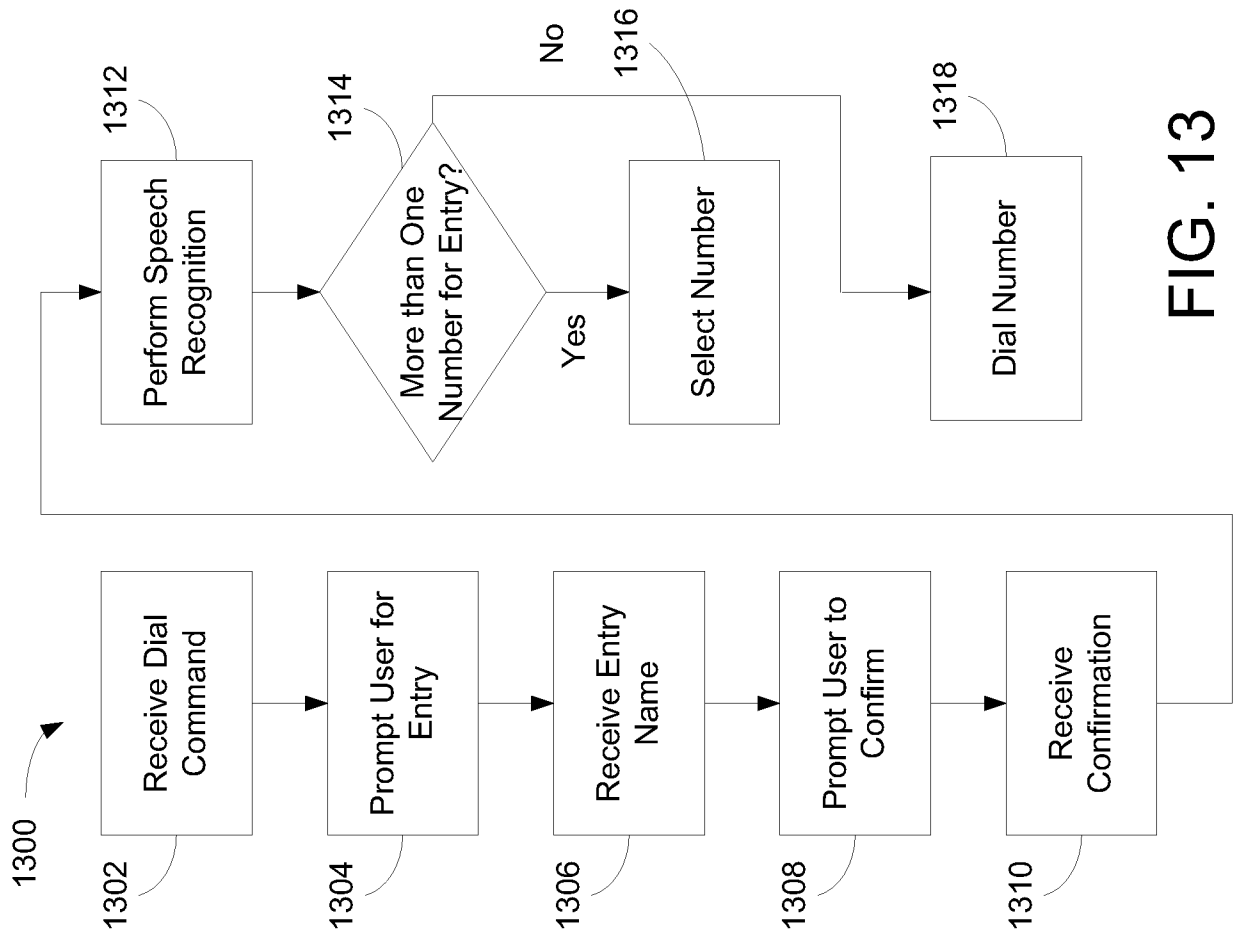 1300
1302
Receive Dial
Command
1304
Prompt User for
Entry
1306
Receive Entry
Name
1308
Prompt User to
Confirm
1310
Receive
Confirmation
1312
Perform Speech
Recognition
1314
More than One
Number for Entry?
Yes
No
1316
Select Number
1318
Dial Number
FIG. 13